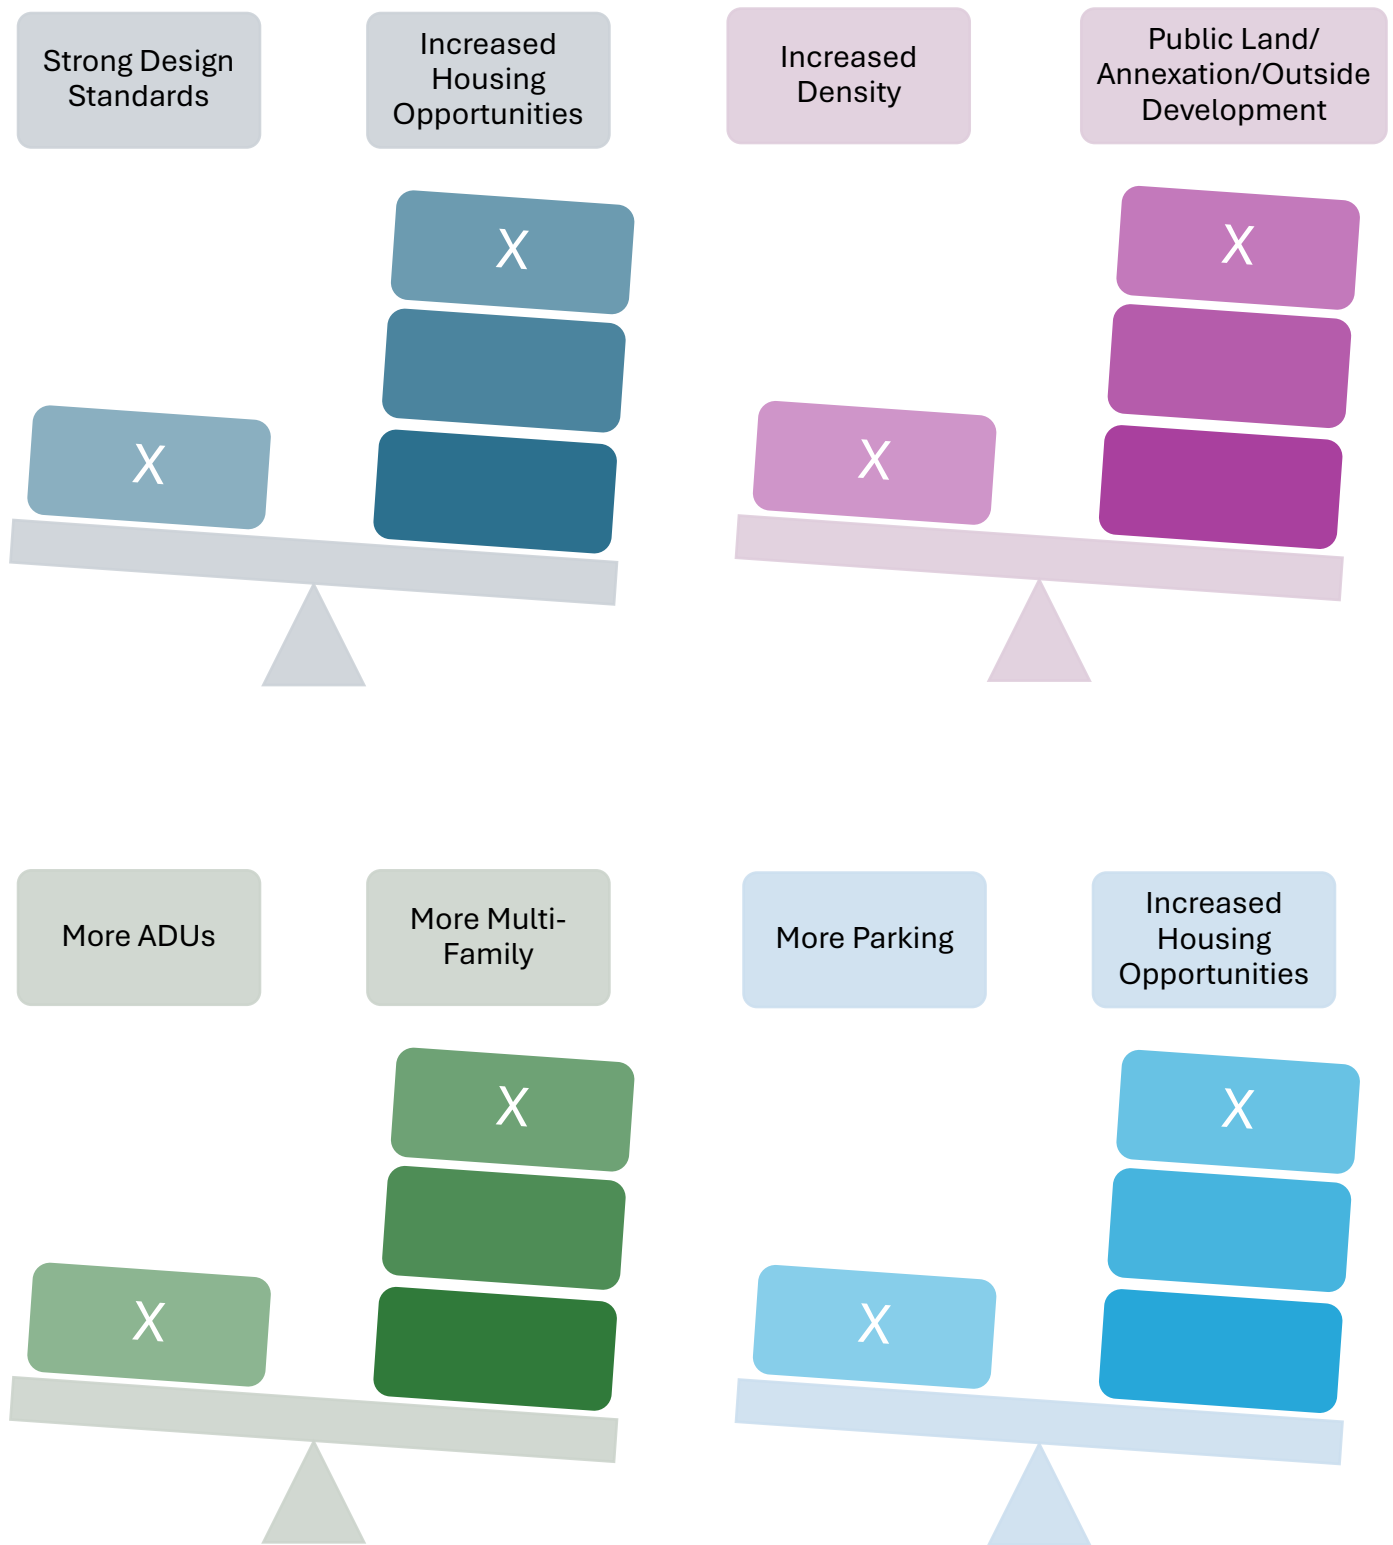 Strong Design
Standards
Increased
Housing
Opportunities
Increased
Density
Public Land/
Annexation/Outside
Development
X
X
X
X
More ADUs
More Multi-
Family
More Parking
Increased
Housing
Opportunities
X
X
X
X